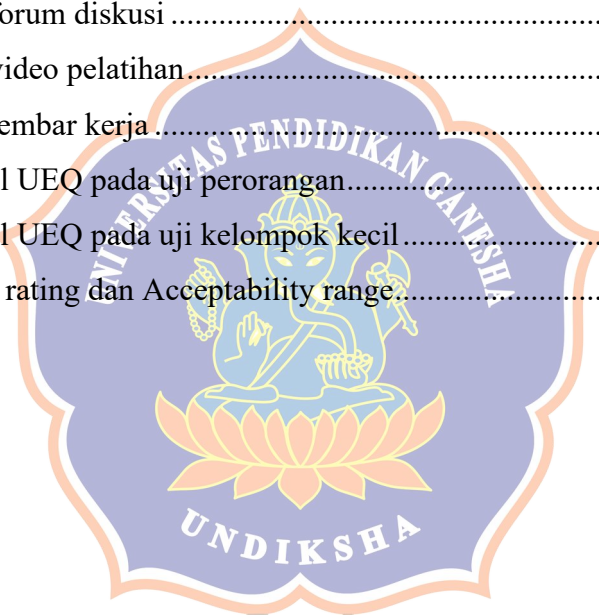 forum diskusi ................................................................
video pelatihan..............................................................
embar kerja ..................................................................
l UEQ pada uji perorangan...................................
l UEQ pada uji kelompok kecil ...........................
rating dan Acceptability range............................
UNIVERSITAS PENDIDIKAN GANESHA
UNDIKSHA